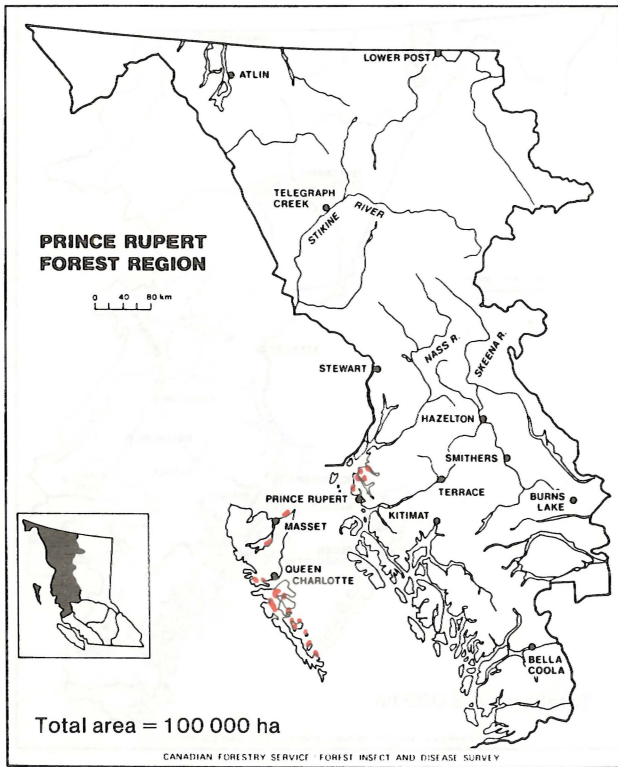 LOWER POST
ATLIN
TELEGRAPH
CREEK
STIKINE RIVER
PRINCE RUPERT
FOREST REGION
0 40 80 km
NASS R.
SKEENA R.
STEWART
HAZELTON
SMITHERS
PRINCE RUPERT
TERRACE
BURNS
LAKE
MASSET
KITIMAT
QUEEN
CHARLOTTE
BELLA
COOLA
Total area = 100 000 ha
CANADIAN FORESTRY SERVICE · FOREST INSECT AND DISEASE SURVEY